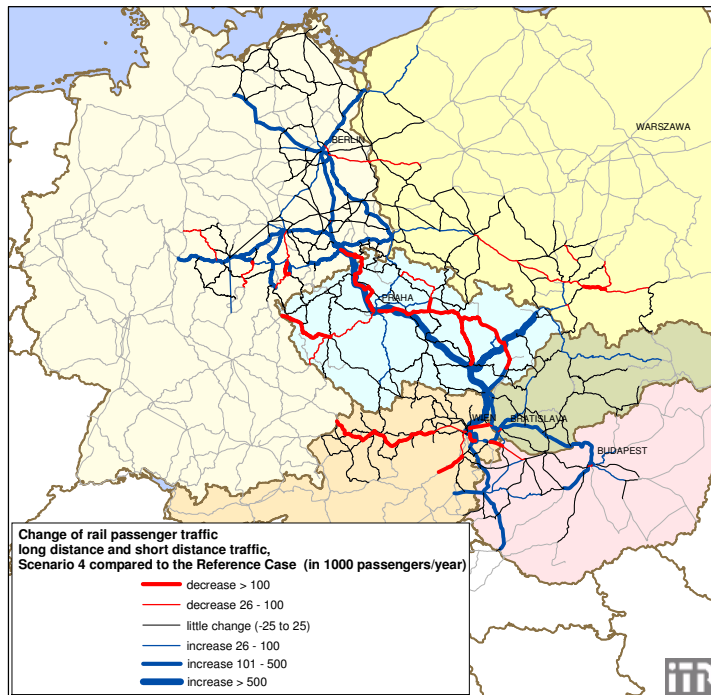 WARSZAWA
BERLIN
PRAHA
WIEN
BRATISLAVA
BUDAPEST
Change of rail passenger traffic
long distance and short distance traffic,
Scenario 4 compared to the Reference Case (in 1000 passengers/year)
decrease > 100
decrease 26 - 100
little change (-25 to 25)
increase 26 - 100
increase 101 - 500
increase > 500